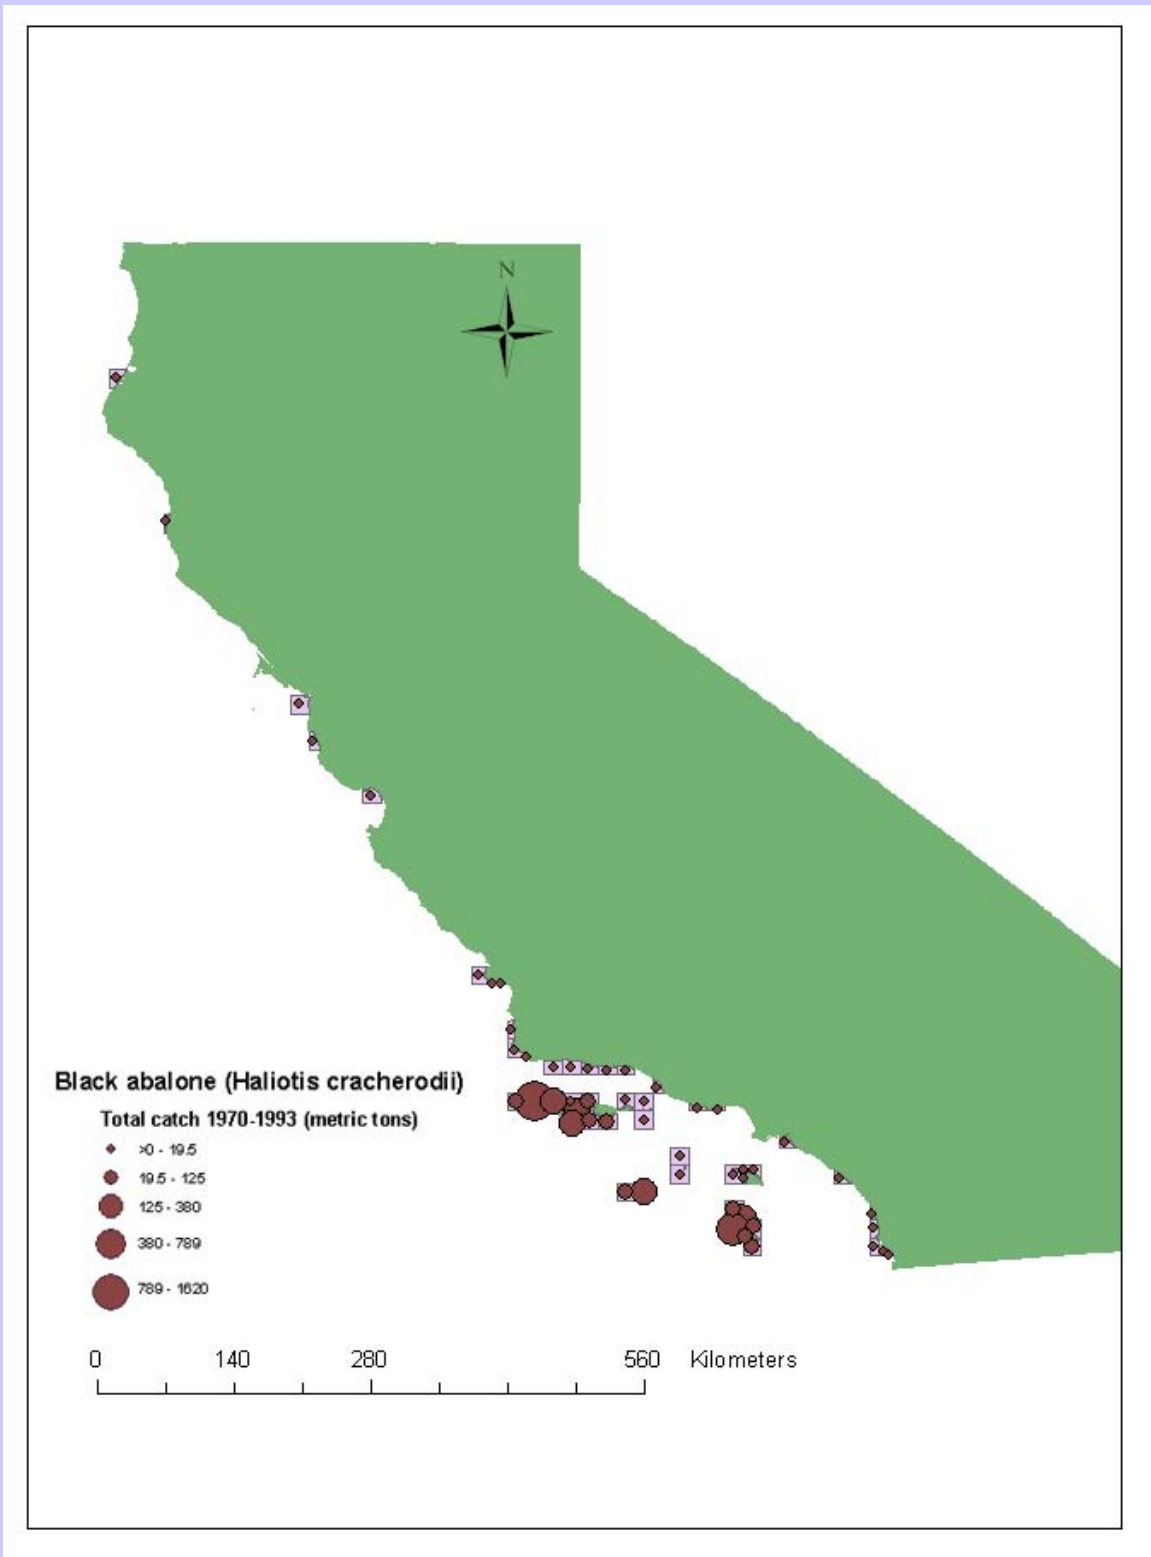 N
Black abalone (Haliotis cracherodii)
Total catch 1970-1993 (metric tons)
>0 - 19.5
19.5 - 125
125 - 380
380 - 789
789 - 1620
0 140 280 560 Kilometers